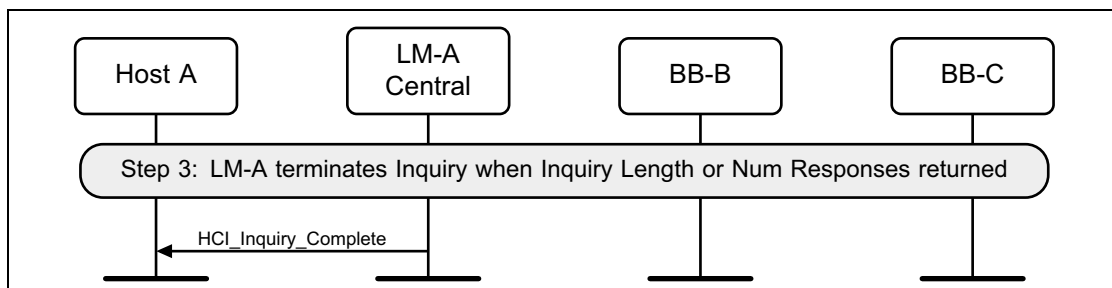 Host A
LM-A
Central
BB-B
BB-C
Step 3: LM-A terminates Inquiry when Inquiry Length or Num Responses returned
HCI_Inquiry_Complete